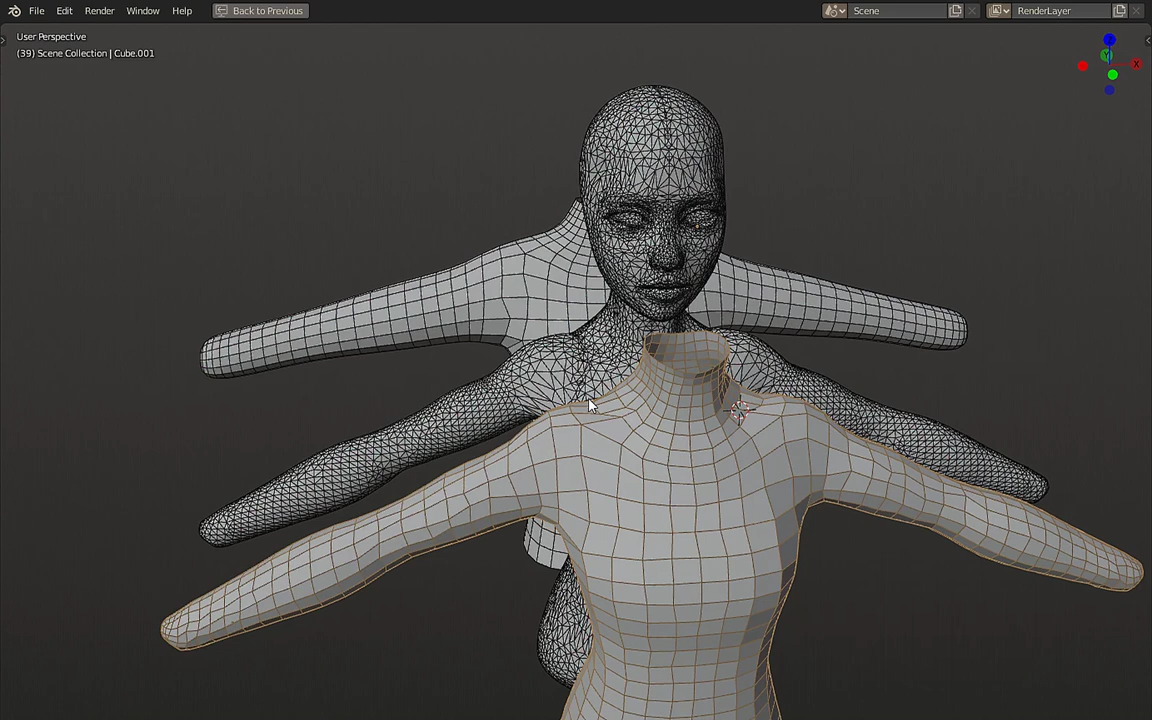 File Edit Render Window Help Back to Previous Scene RenderLayer
User Perspective
(39) Scene Collection | Cube.001
Z
Y
X